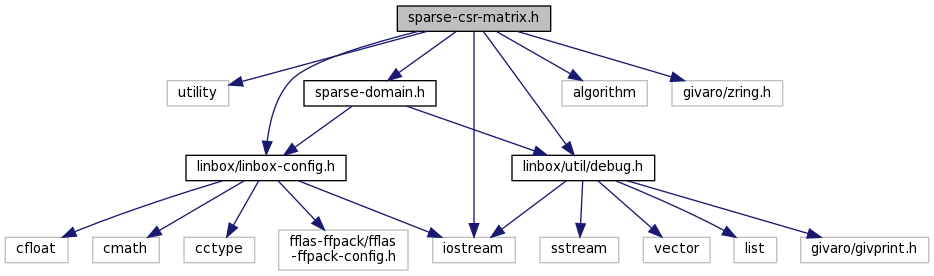 sparse-csr-matrix.h
utility
sparse-domain.h
algorithm
givaro/zring.h
linbox/linbox-config.h
linbox/util/debug.h
cfloat
cmath
cctype
fflas-ffpack/fflas
-ffpack-config.h
iostream
sstream
vector
list
givaro/givprint.h